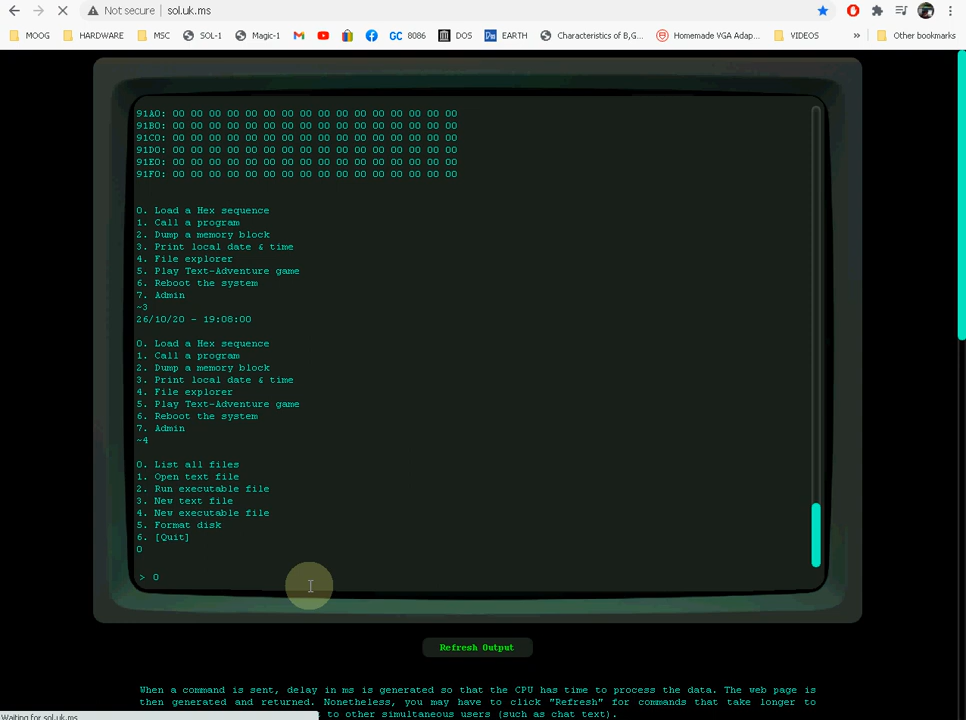 Not secure | sol.uk.ms
MOOG HARDWARE MSC SOL-1 Magic-1 GC 8086 DOS Dm EARTH Characteristics of B,G... Homemade VGA Adap... VIDEOS » Other bookmarks
91A0: 00 00 00 00 00 00 00 00 00 00 00 00 00 00 00 00
91B0: 00 00 00 00 00 00 00 00 00 00 00 00 00 00 00 00
91C0: 00 00 00 00 00 00 00 00 00 00 00 00 00 00 00 00
91D0: 00 00 00 00 00 00 00 00 00 00 00 00 00 00 00 00
91E0: 00 00 00 00 00 00 00 00 00 00 00 00 00 00 00 00
91F0: 00 00 00 00 00 00 00 00 00 00 00 00 00 00 00 00
0. Load a Hex sequence
1. Call a program
2. Dump a memory block
3. Print local date & time
4. File explorer
5. Play Text-Adventure game
6. Reboot the system
7. Admin
~3
26/10/20 - 19:08:00
0. Load a Hex sequence
1. Call a program
2. Dump a memory block
3. Print local date & time
4. File explorer
5. Play Text-Adventure game
6. Reboot the system
7. Admin
~4
0. List all files
1. Open text file
2. Run executable file
3. New text file
4. New executable file
5. Format disk
6. [Quit]
0
> 0
Refresh Output
When a command is sent, delay in ms is generated so that the CPU has time to process the data. The web page is
then generated and returned. Nonetheless, you may have to click "Refresh" for commands that take longer to
to other simultaneous users (such as chat text).
Waiting for sol.uk.ms